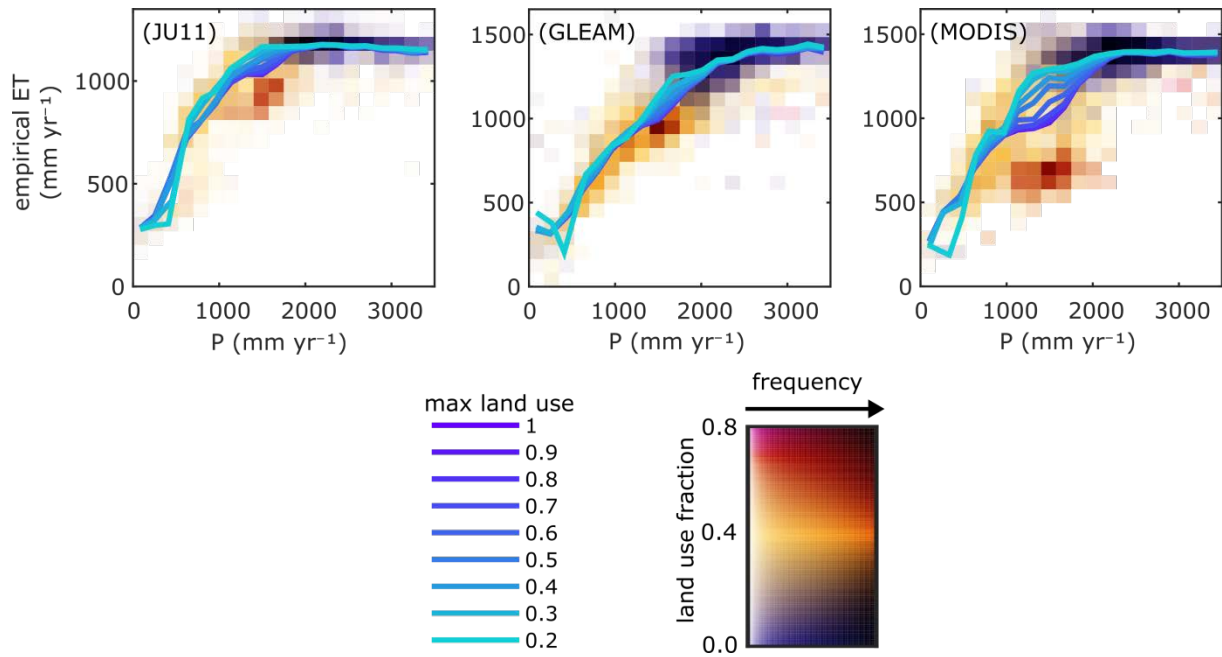 (JU11)
(GLEAM)
(MODIS)
empirical ET
(mm yr⁻¹)
1000
500
0
1500
1000
500
0
1500
1000
500
0
0 1000 2000 3000
0 1000 2000 3000
0 1000 2000 3000
P (mm yr⁻¹)
P (mm yr⁻¹)
P (mm yr⁻¹)
max land use
1
0.9
0.8
0.7
0.6
0.5
0.4
0.3
0.2
frequency
land use fraction
0.8
0.4
0.0